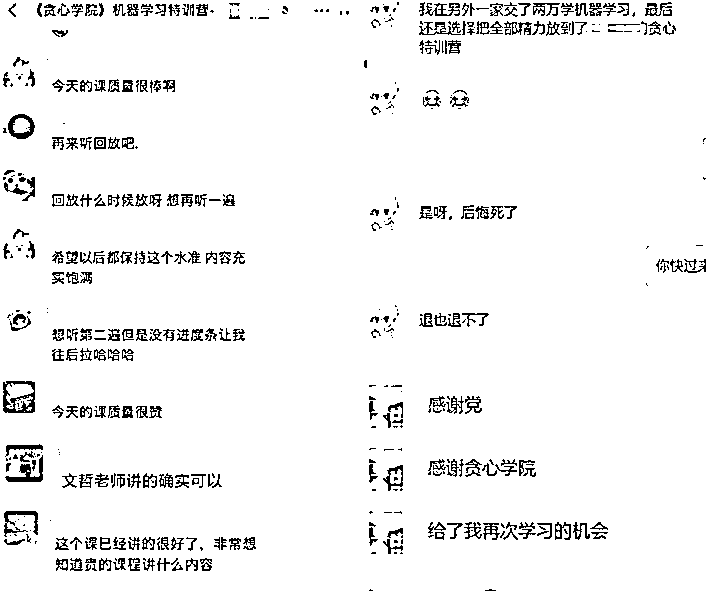 《贪心学院》机器学习特训营·
今天的课质量很棒啊
再来听回放吧.
回放什么时候放呀 想再听一遍
希望以后都保持这个水准 内容充
实饱满
想听第二遍但是没有进度条让我
往后拉哈哈哈
今天的课质量很赞
文哲老师讲的确实可以
这个课已经讲的很好了，非常想
知道贵的课程讲什么内容
我在另外一家交了两万学机器学习，最后
还是选择把全部精力放到了 的贪心
特训营
是呀，后悔死了
你快过来
退也退不了
感谢党
感谢贪心学院
给了我再次学习的机会